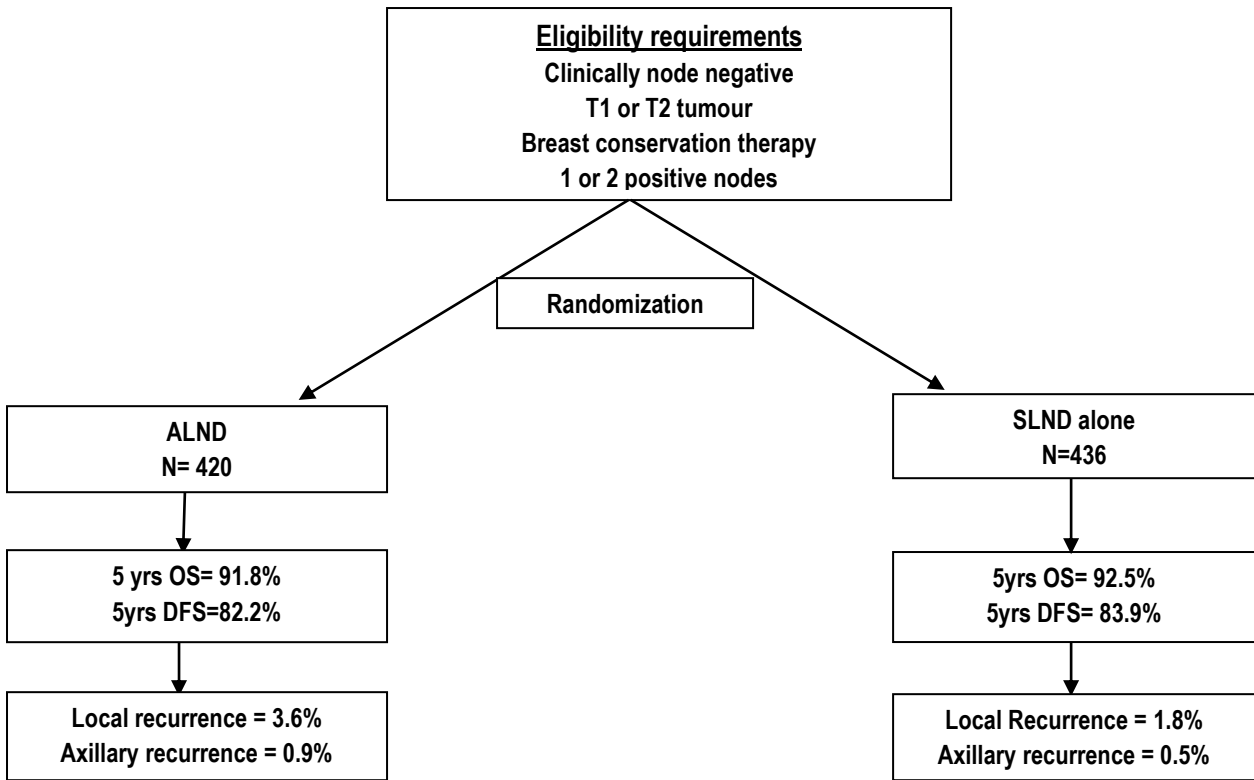 Eligibility requirements
Clinically node negative
T1 or T2 tumour
Breast conservation therapy
1 or 2 positive nodes
Randomization
ALND
N= 420
SLND alone
N=436
5 yrs OS= 91.8%
5yrs DFS=82.2%
5yrs OS= 92.5%
5yrs DFS= 83.9%
Local recurrence = 3.6%
Axillary recurrence = 0.9%
Local Recurrence = 1.8%
Axillary recurrence = 0.5%